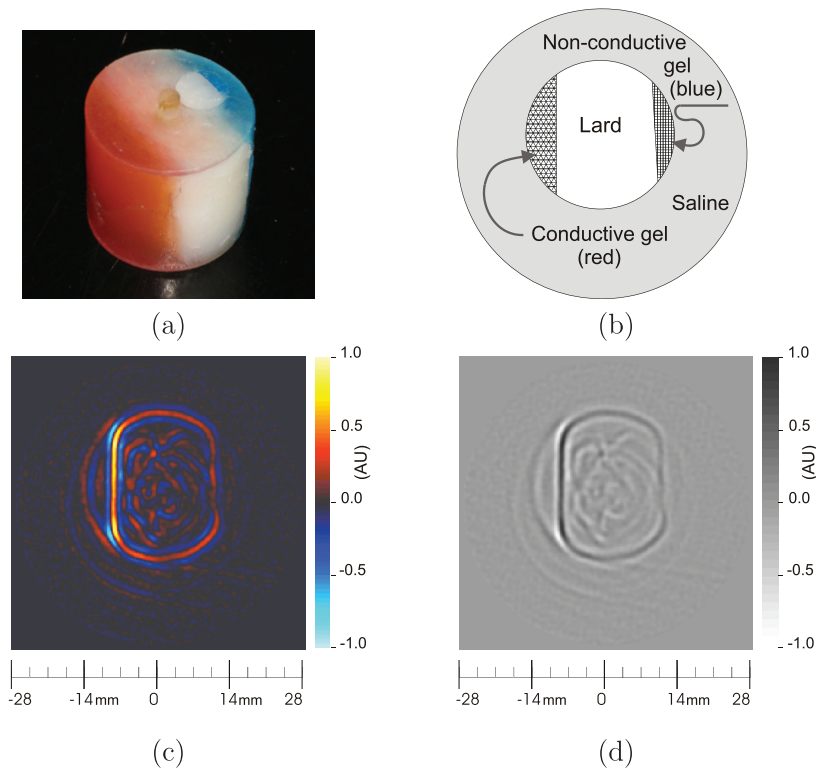 (a)
Non-conductive
gel
(blue)
Lard
Saline
Conductive gel
(red)
(b)
1.0
0.5
0.0
-0.5
-1.0
(AU)
-28 -14mm 0 14mm 28
(c)
1.0
0.5
0.0
-0.5
-1.0
(AU)
-28 -14mm 0 14mm 28
(d)